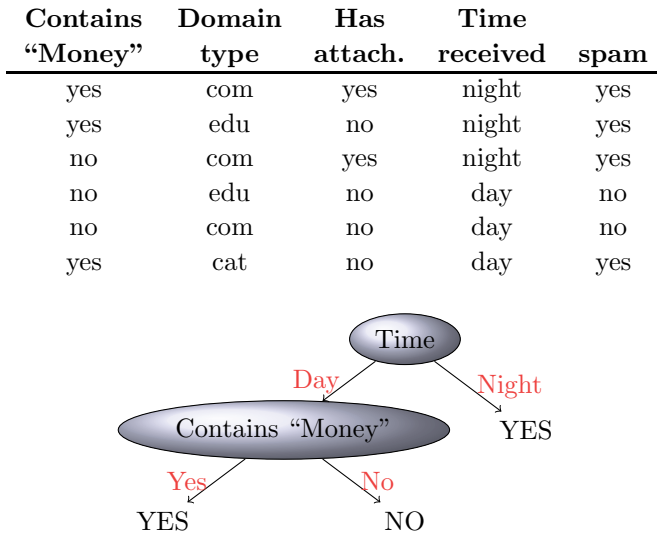 Contains Domain Has Time
“Money” type attach. received spam
yes com yes night yes
yes edu no night yes
no com yes night yes
no edu no day no
no com no day no
yes cat no day yes
Time
Day Night
Contains “Money” YES
Yes No
YES NO